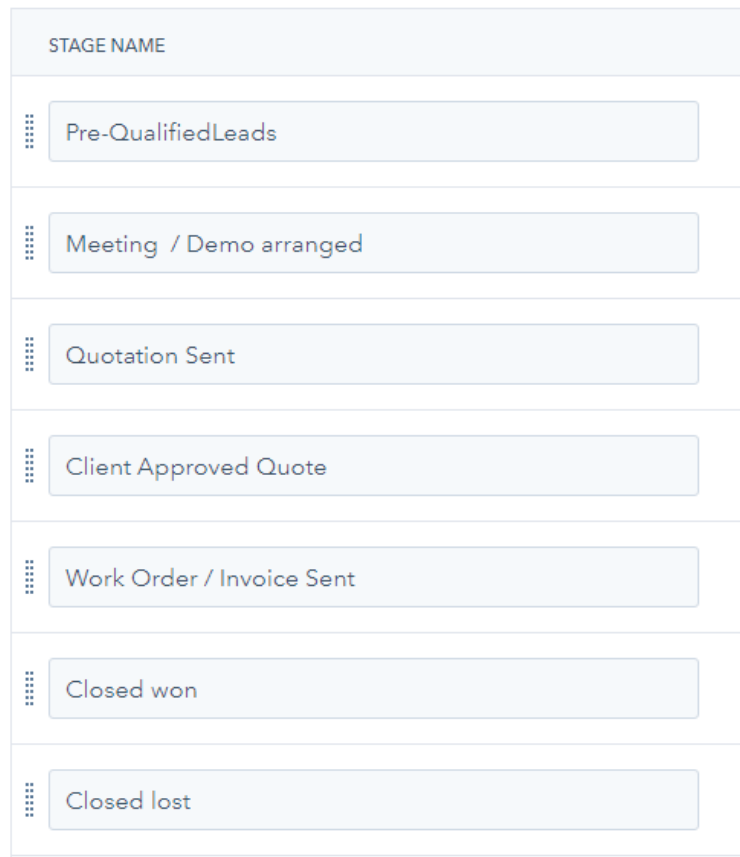 STAGE NAME
Pre-QualifiedLeads
Meeting  / Demo arranged
Quotation Sent
Client Approved Quote
Work Order / Invoice Sent
Closed won
Closed lost